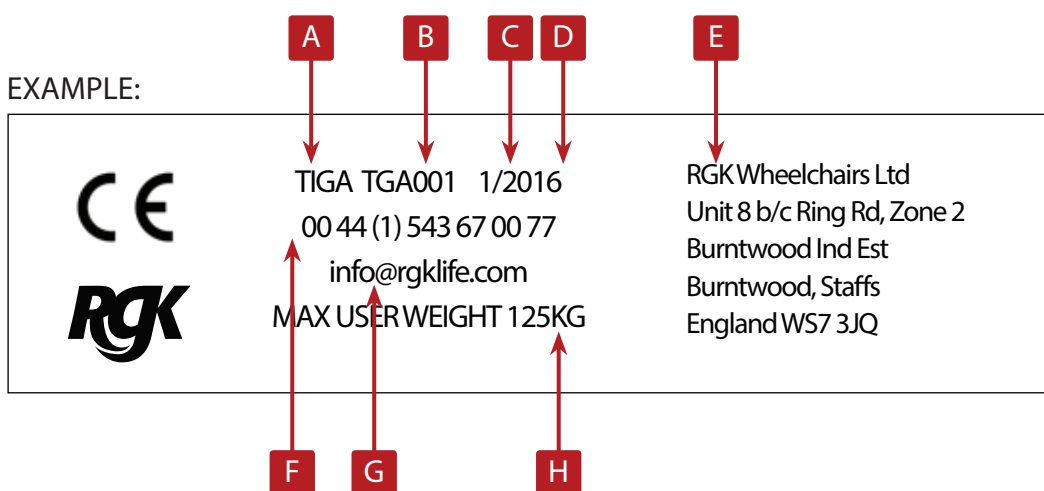 A B C D E
EXAMPLE:
CE
TIGA TGA001 1/2016
00 44 (1) 543 67 00 77
info@rgklife.com
MAX USER WEIGHT 125KG
RGK
RGK Wheelchairs Ltd
Unit 8 b/c Ring Rd, Zone 2
Burntwood Ind Est
Burntwood, Staffs
England WS7 3JQ
F G H